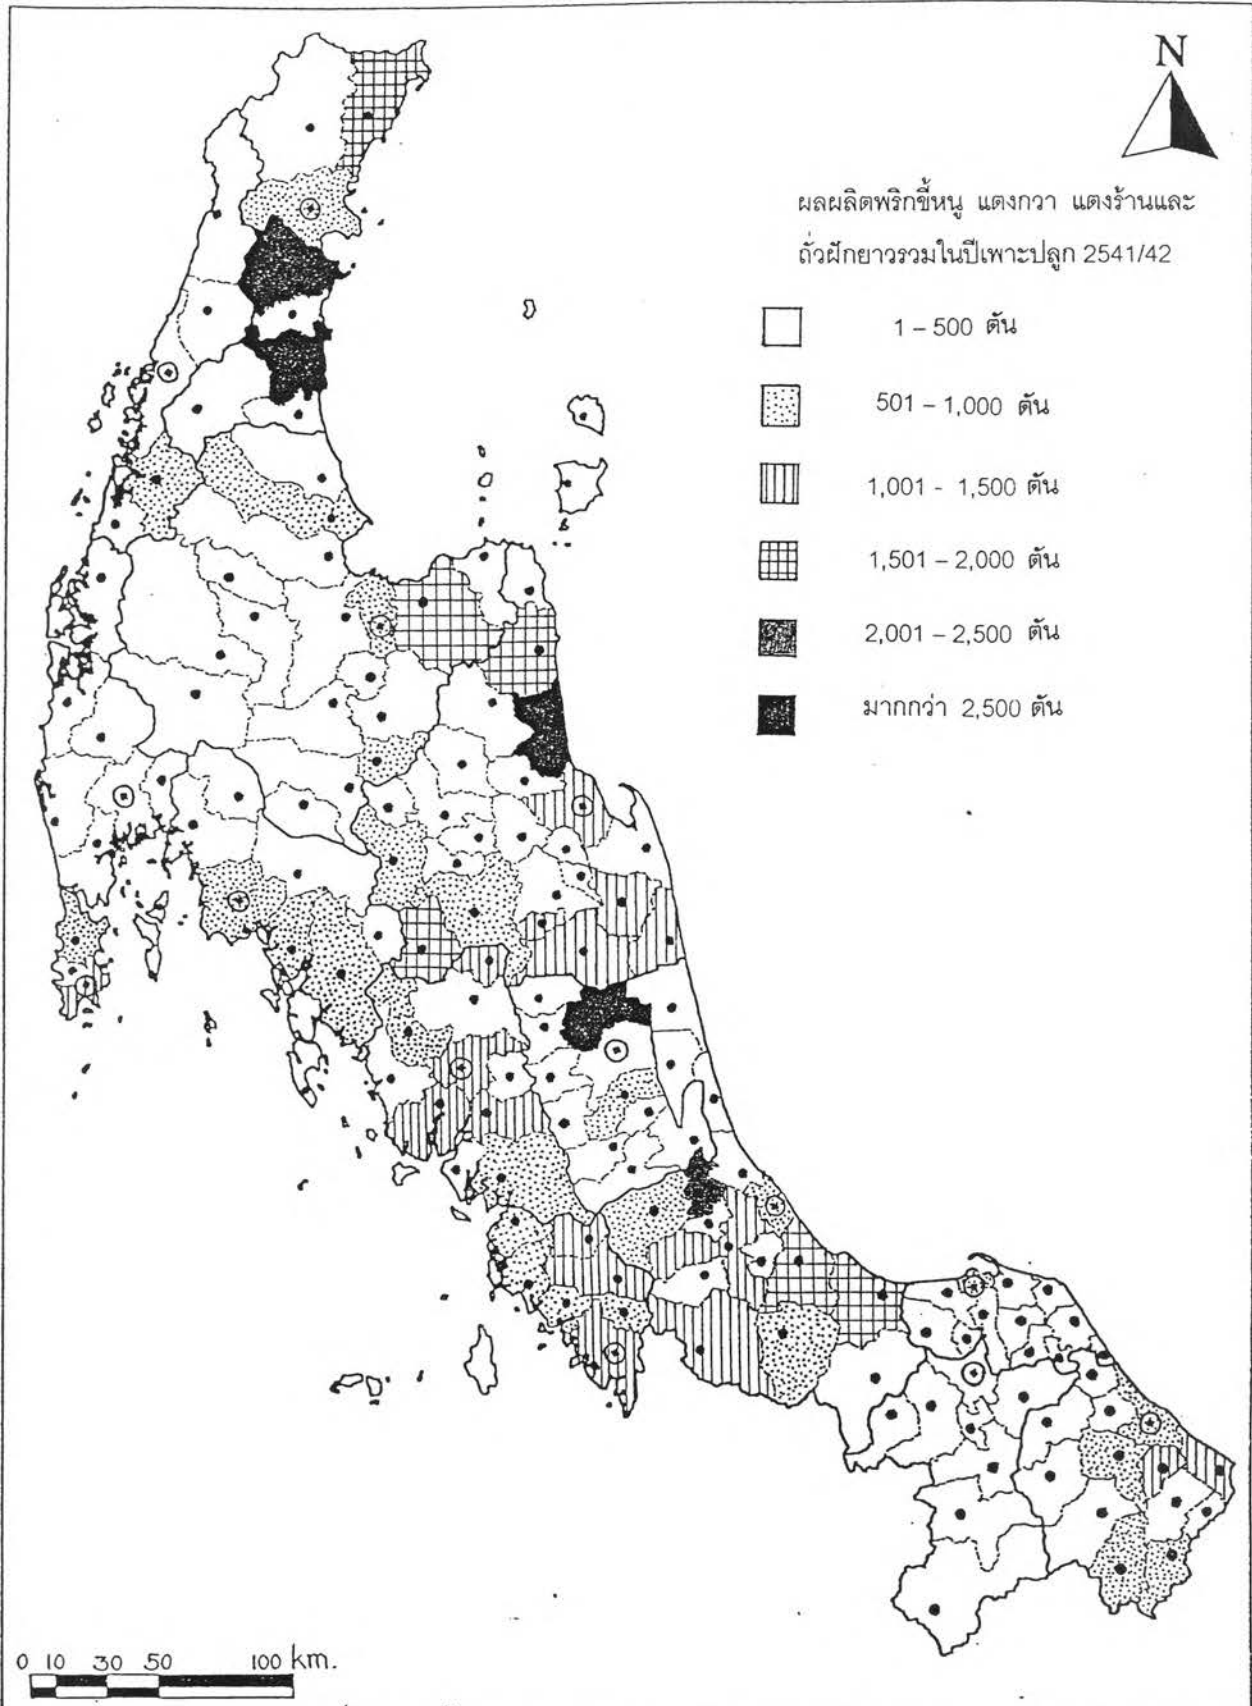 N
ผลผลิตพริกขี้หนู แตงกวา แตงร้านและ
ถั่วฝักยาวรวมในปีเพาะปลูก 2541/42
1 – 500 ตัน
501 – 1,000 ตัน
1,001 - 1,500 ตัน
1,501 – 2,000 ตัน
2,001 – 2,500 ตัน
มากกว่า 2,500 ตัน
0 10 30 50 100 km.